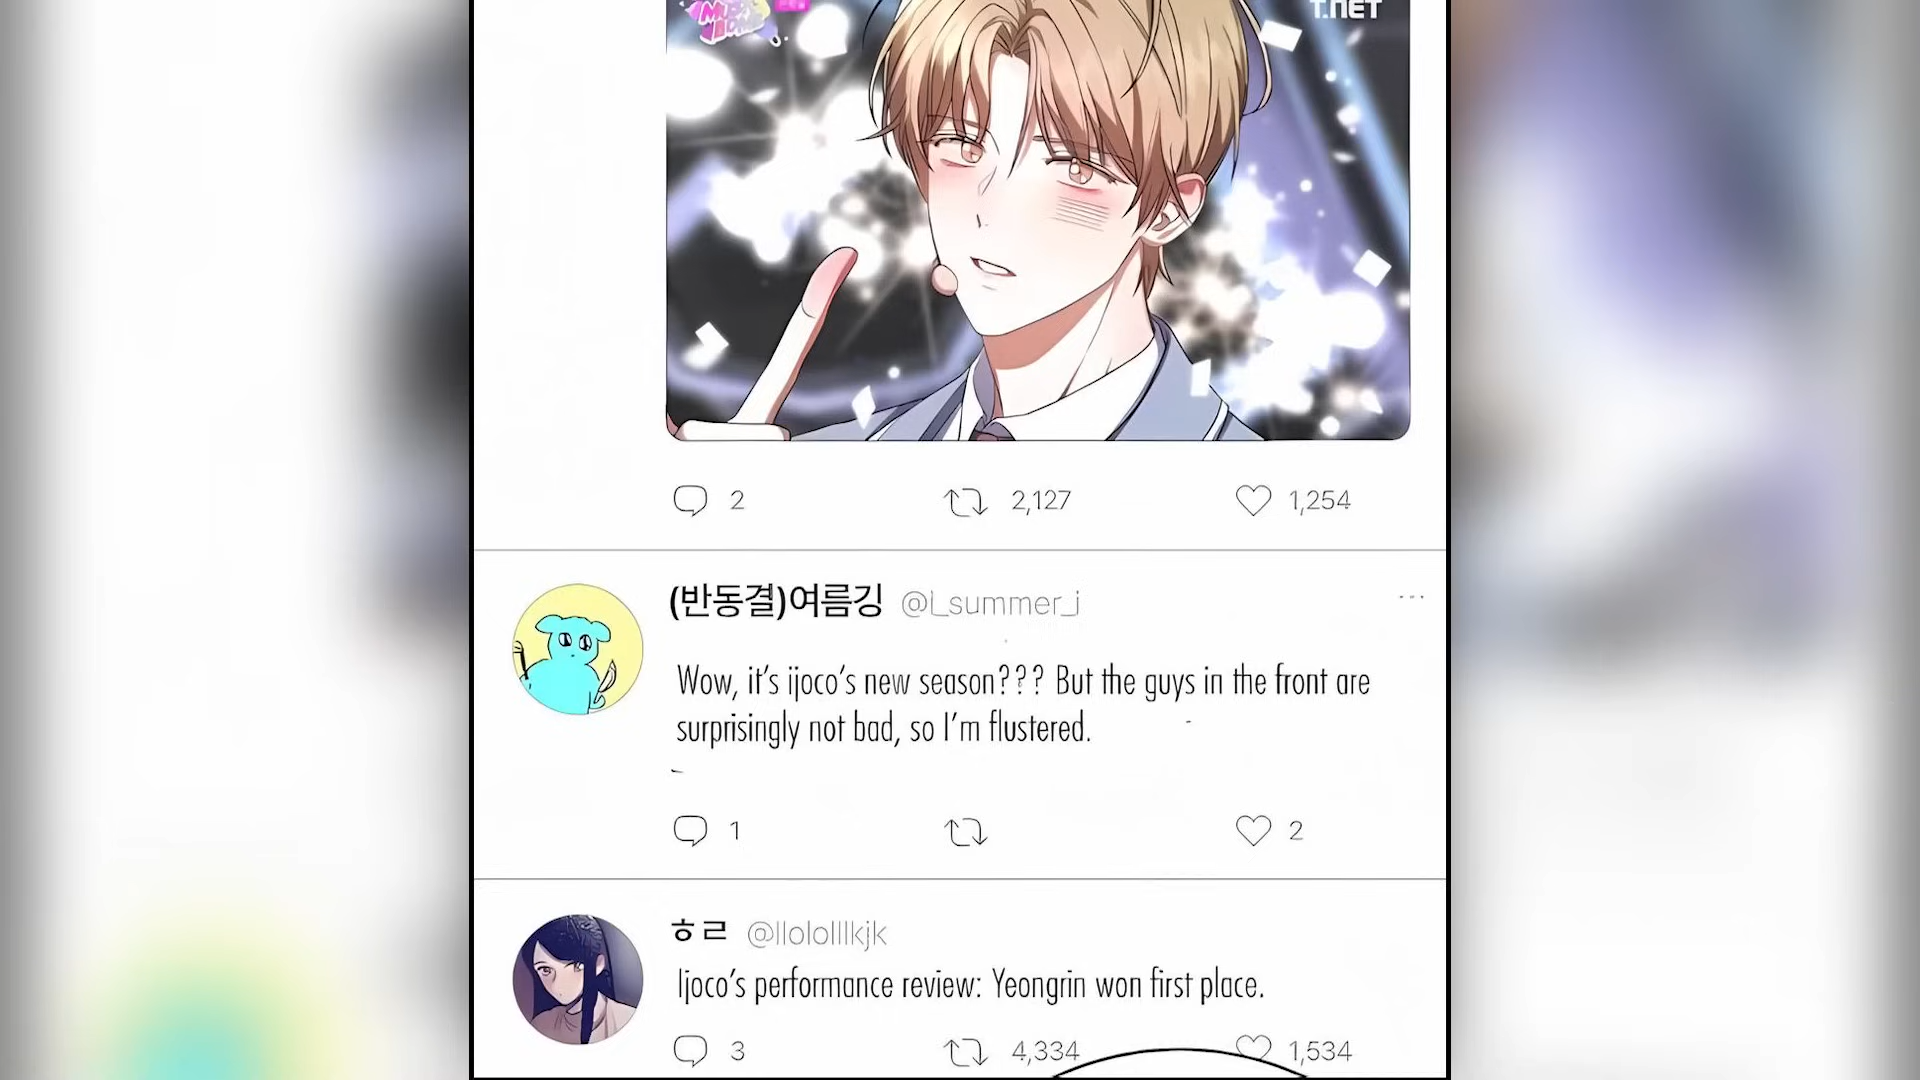 T.NET
2 2,127 1,254
(반동결)여름깅 @i_summer_j
Wow, it's ijoco's new season??? But the guys in the front are
surprisingly not bad, so I'm flustered.
1 2
ㅎㄹ @llololllkjk
Ijoco's performance review: Yeongrin won first place.
3 4,334 1,534